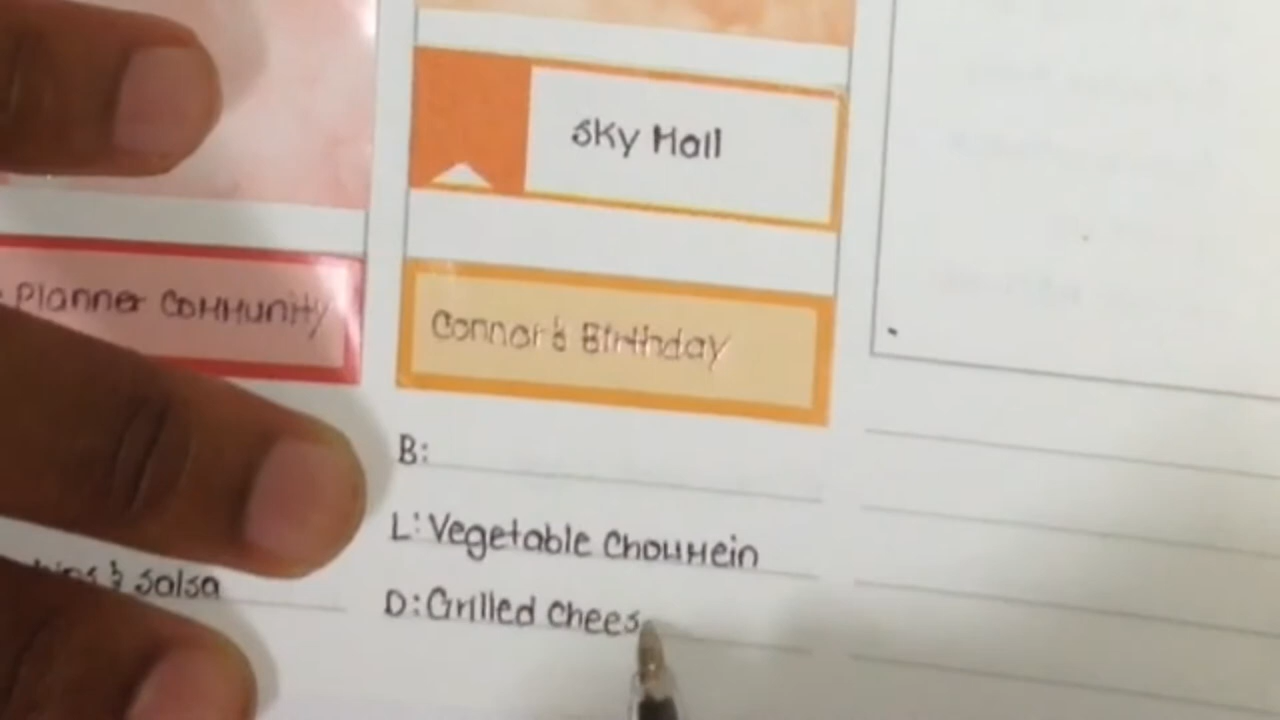 Sky Mall
Planner Community
Connor's Birthday
B:
L: Vegetable Chowmein
& Salsa
D: Grilled Chees